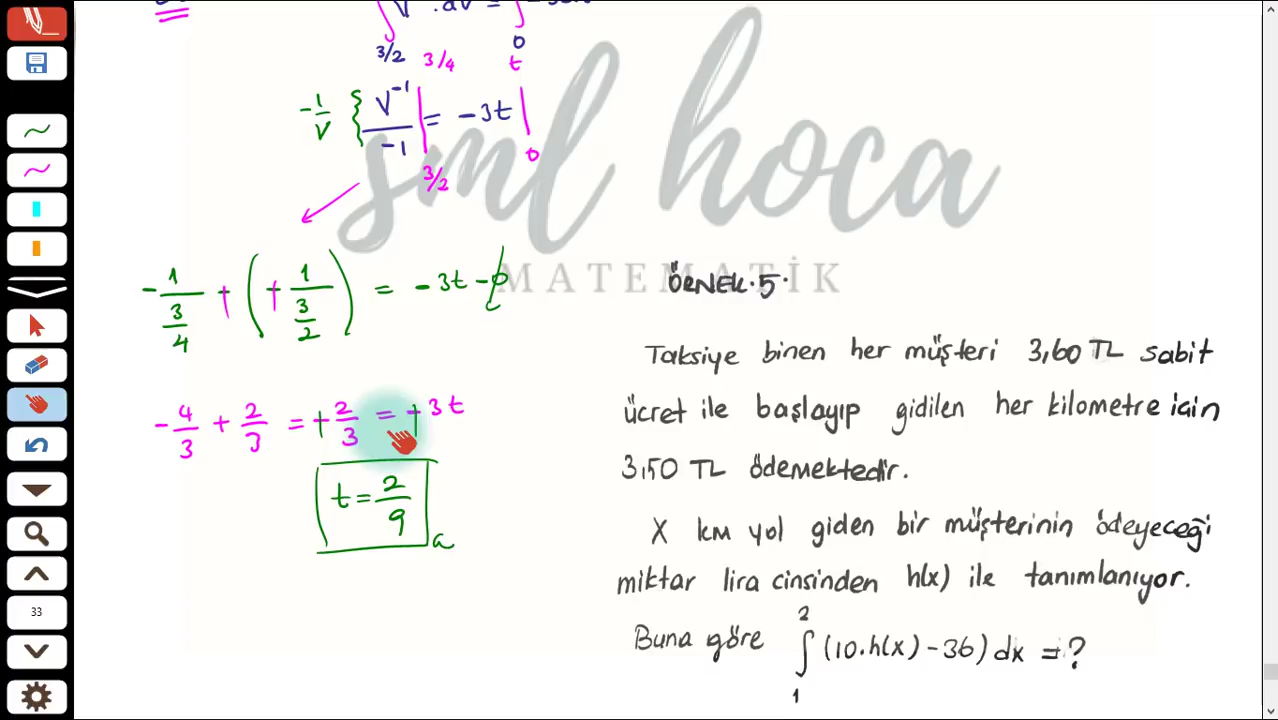 ∫ V .dV = ∫
3/2 3/4 0 t
-1/V { V^-1/-1 | = -3t |
3/2 0
-1/(3/4) + (+ 1/(3/2)) = -3t - 0
-4/3 + 2/3 = + 2/3 = + 3t
t = 2/9
a
sml hoca
MATEMATİK
ÖRNEK.5.
Taksiye binen her müşteri 3,60 TL sabit
ücret ile başlayıp gidilen her kilometre için
3,50 TL ödemektedir.
X km yol giden bir müşterinin ödeyeceği
miktar lira cinsinden h(x) ile tanımlanıyor.
Buna göre ∫₁² (10.h(x) - 36) dx = ?
33